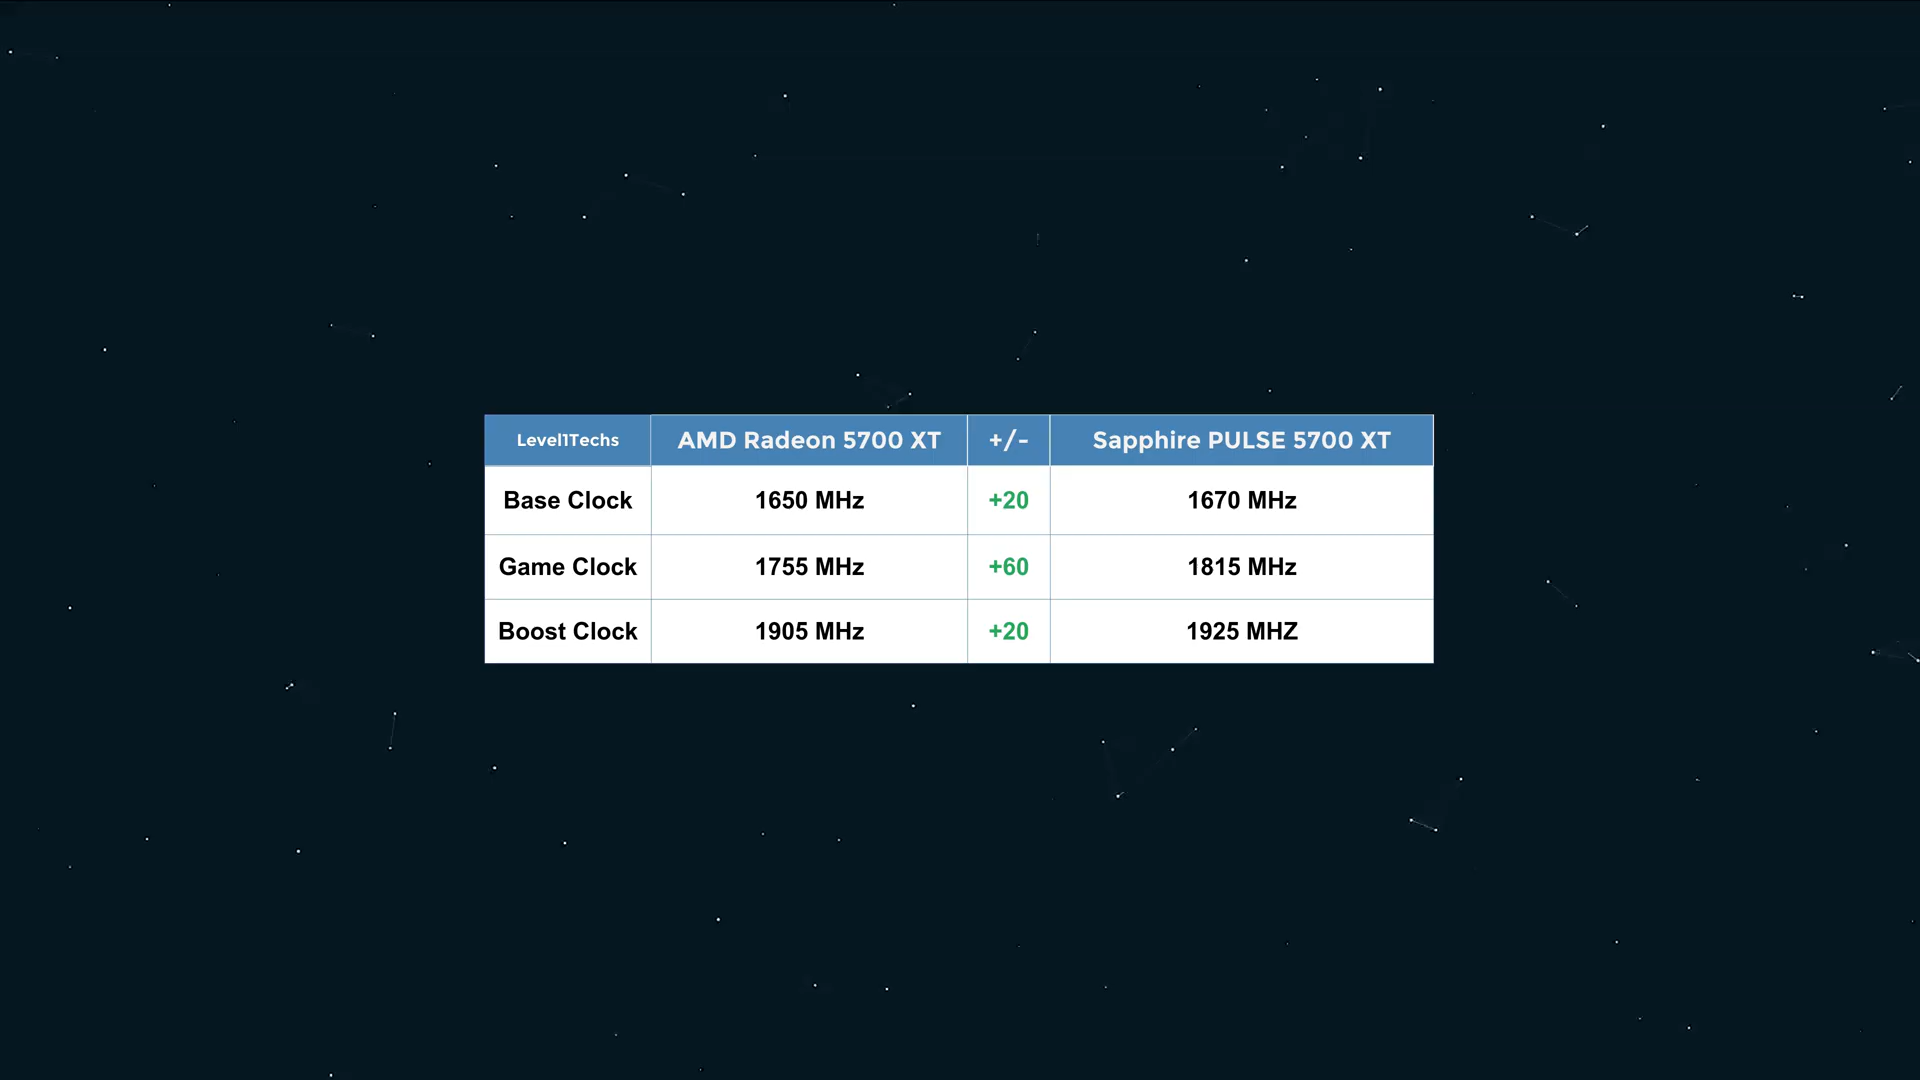 Level1Techs AMD Radeon 5700 XT +/- Sapphire PULSE 5700 XT
Base Clock 1650 MHz +20 1670 MHz
Game Clock 1755 MHz +60 1815 MHz
Boost Clock 1905 MHz +20 1925 MHZ